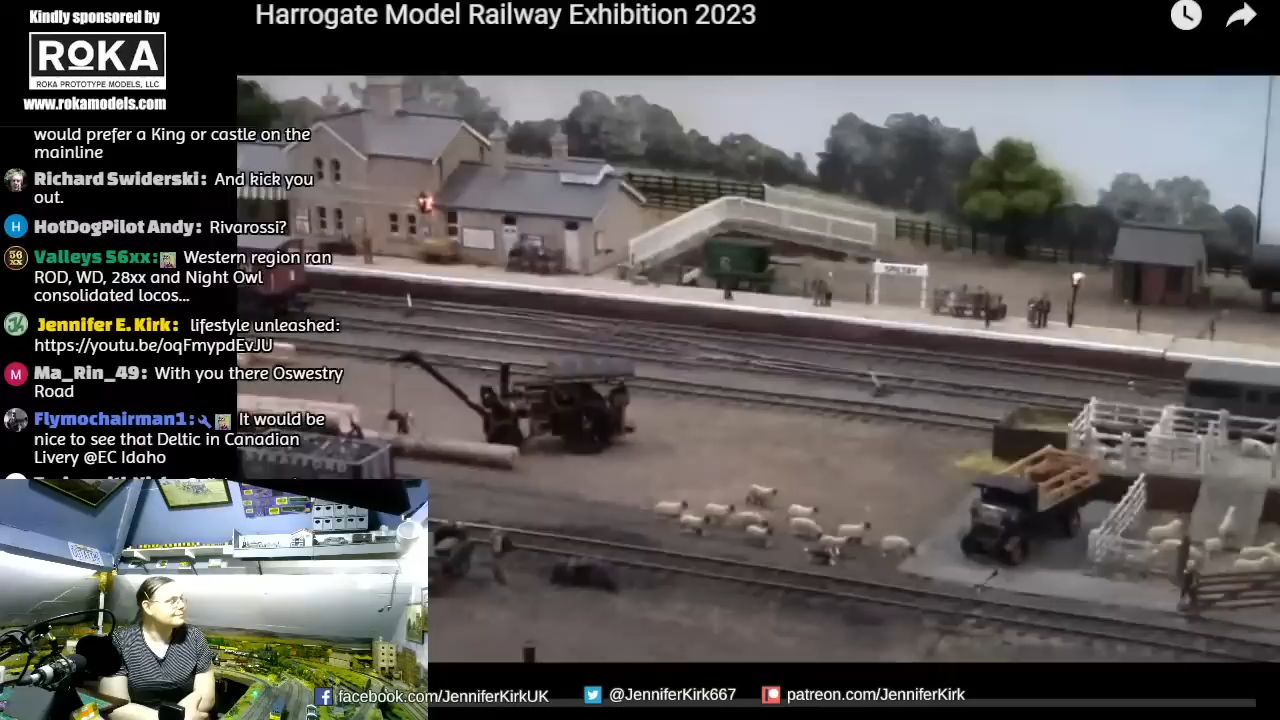 Kindly sponsored by
ROKA
ROKA PROTOTYPE MODELS, LLC
www.rokamodels.com
Harrogate Model Railway Exhibition 2023
would prefer a King or castle on the
mainline
Richard Swiderski: And kick you
out.
H HotDogPilot Andy: Rivarossi?
Valleys 56xx: Western region ran
ROD, WD, 28xx and Night Owl
consolidated locos...
Jennifer E. Kirk: lifestyle unleashed:
https://youtu.be/oqFmypdEvJU
M Ma_Rin_49: With you there Oswestry
Road
Flymochairman1: It would be
nice to see that Deltic in Canadian
Livery @EC Idaho
facebook.com/JenniferKirkUK
@JenniferKirk667
patreon.com/JenniferKirk